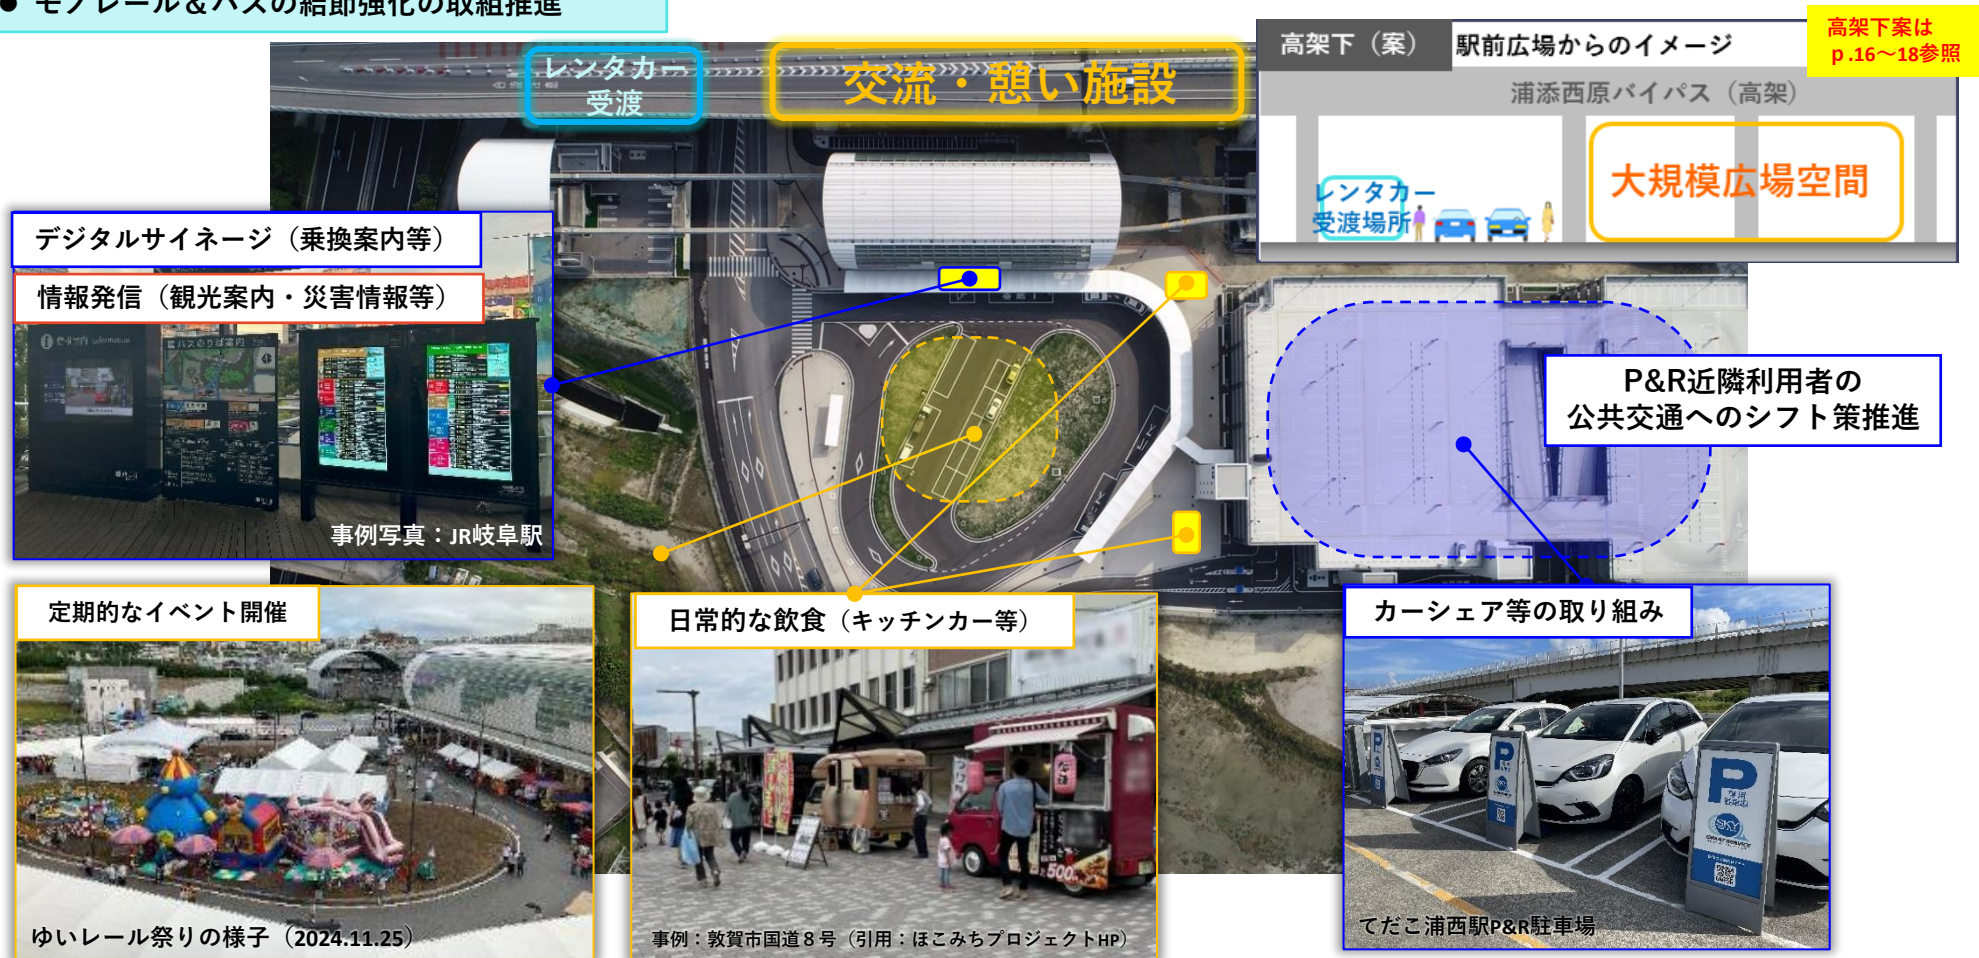 ● モノレール＆バスの結節強化の取組推進
レンタカー
受渡
交流・憩い施設
高架下（案）
駅前広場からのイメージ
高架下案は
p.16～18参照
浦添西原バイパス（高架）
レンタカー
受渡場所
大規模広場空間
デジタルサイネージ（乗換案内等）
情報発信（観光案内・災害情報等）
バスのりば案内
事例写真：JR岐阜駅
P&R近隣利用者の
公共交通へのシフト策推進
定期的なイベント開催
ゆいレール祭りの様子（2024.11.25）
日常的な飲食（キッチンカー等）
500
事例：敦賀市国道８号（引用：ほこみちプロジェクトHP）
カーシェア等の取り組み
P
P
P
専用
SKY
てだこ浦西駅P&R駐車場